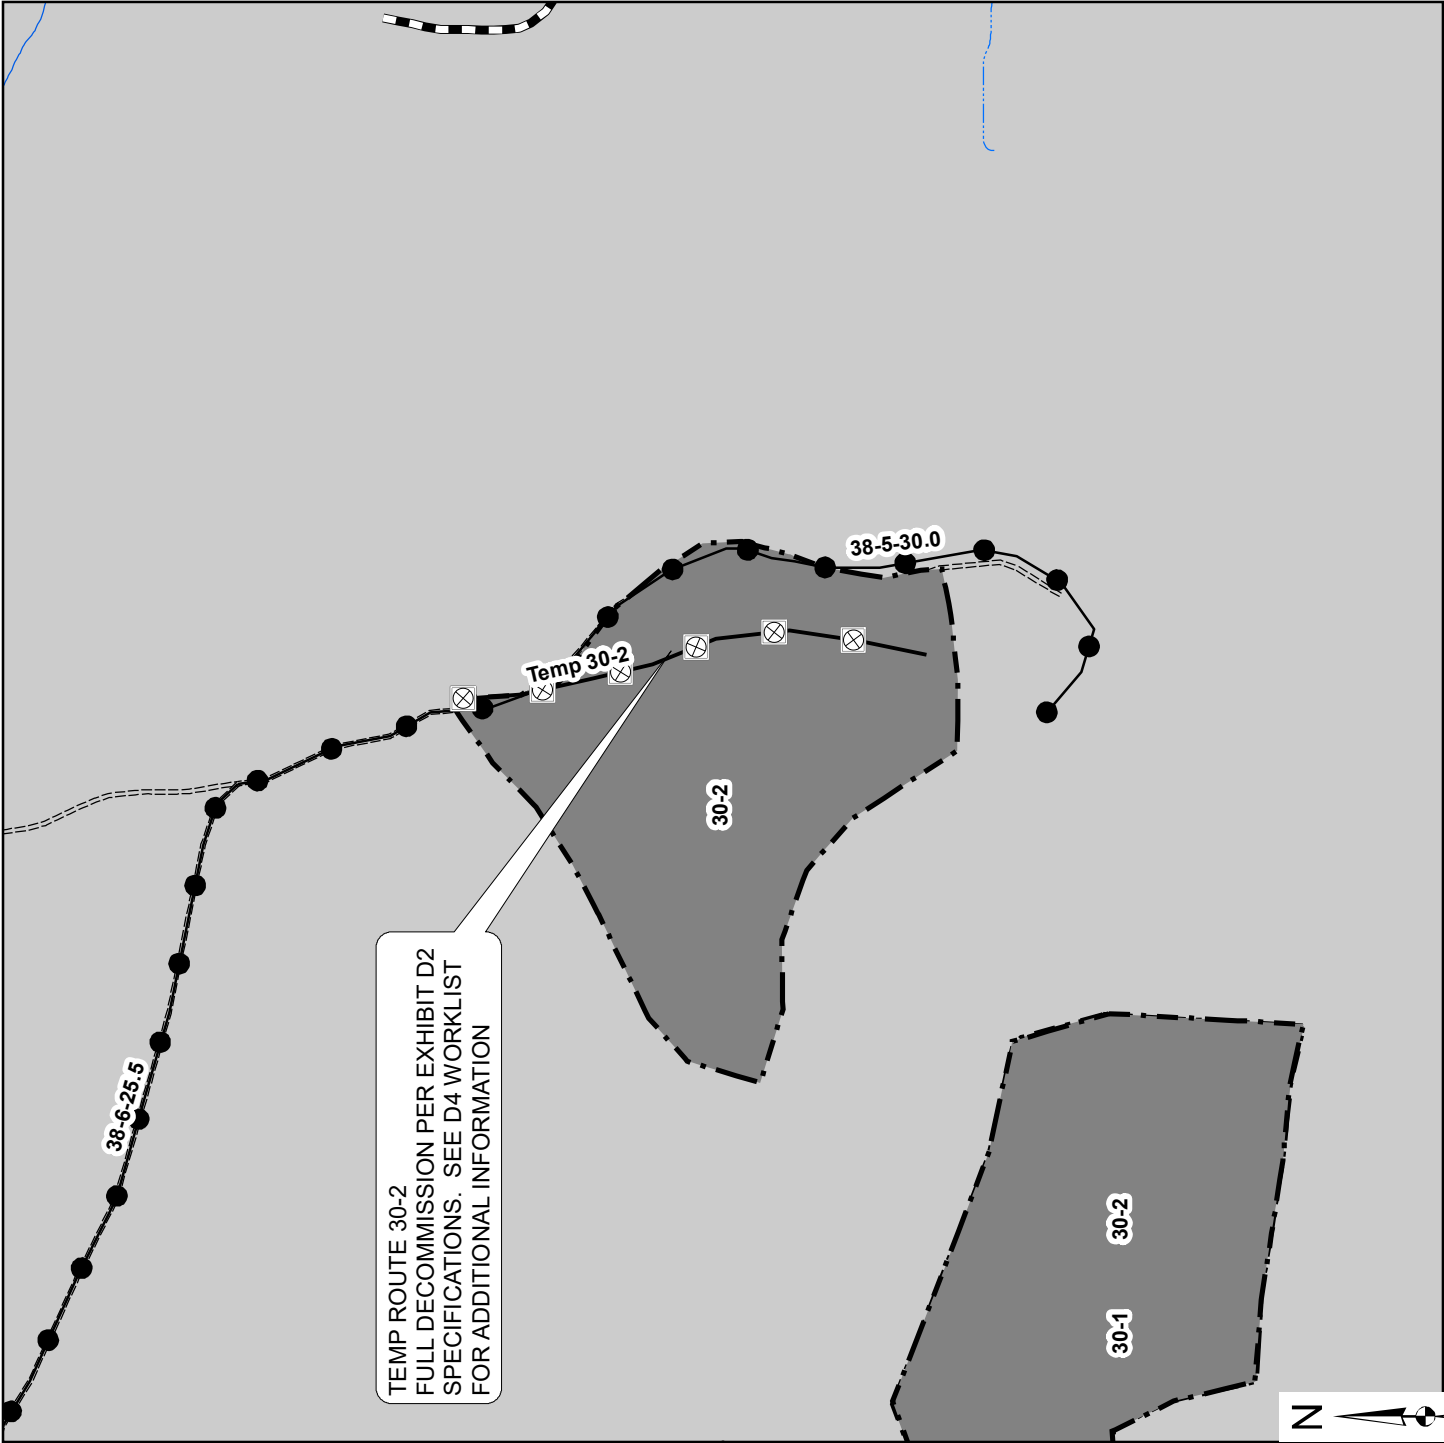 38-5-30.0
Temp 30-2
30-2
38-6-25.5
TEMP ROUTE 30-2
FULL DECOMMISSION PER EXHIBIT D2
SPECIFICATIONS.  SEE D4 WORKLIST
FOR ADDITIONAL INFORMATION
30-2
30-1
N